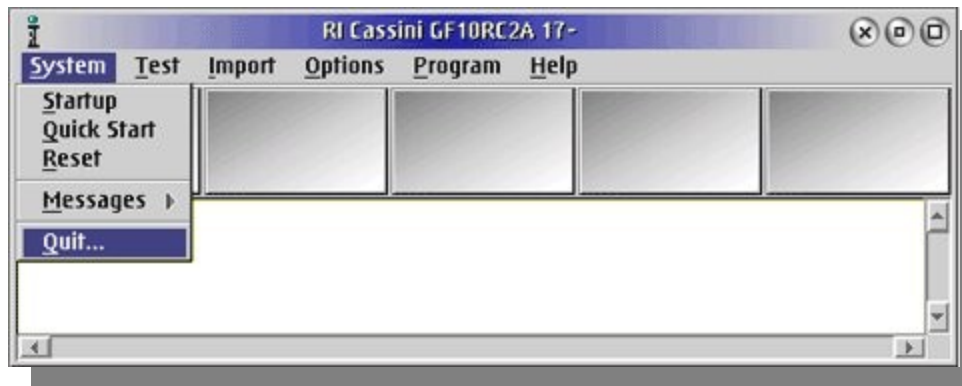 RI Cassini GF10RC2A 17-
System Test Import Options Program Help
Startup
Quick Start
Reset
Messages
Quit...